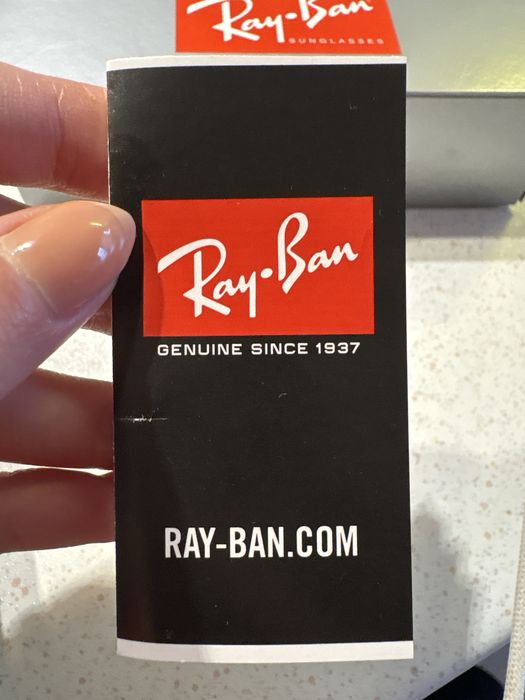 Ray-Ban
SUNGLASSES
Ray-Ban
GENUINE SINCE 1937
RAY-BAN.COM